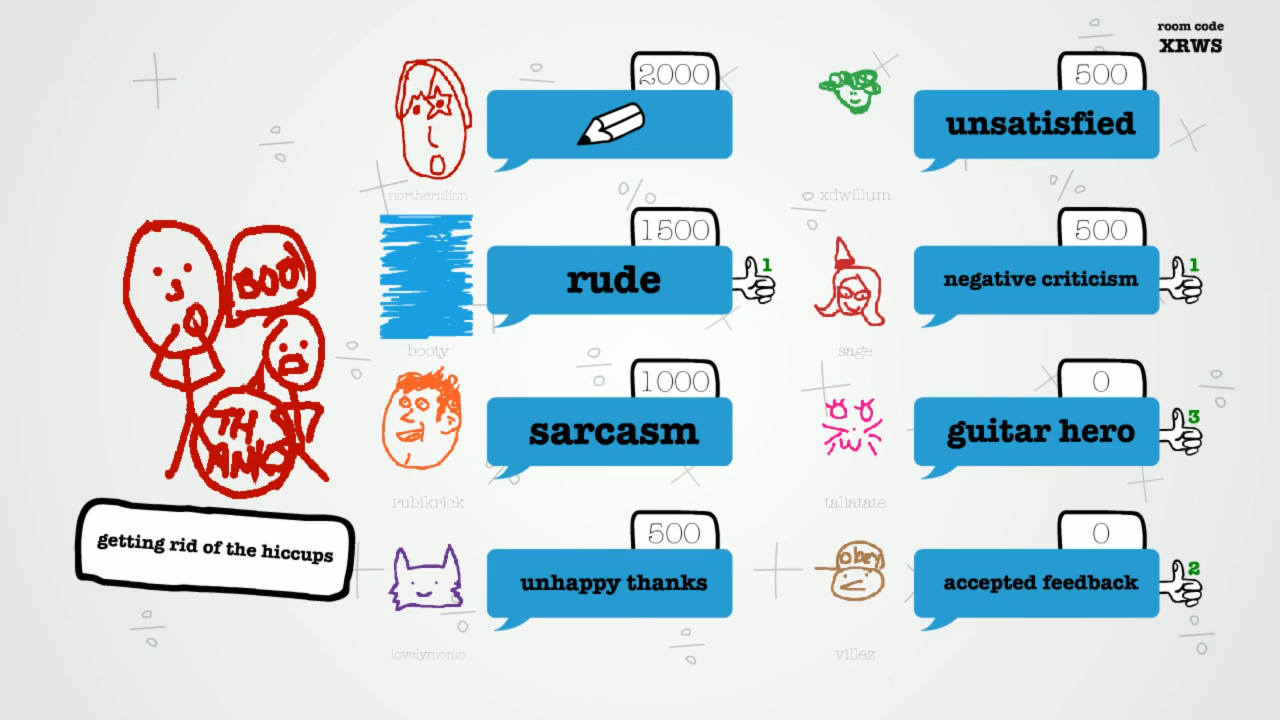 room code
XRWS
2000
northernlion
500
unsatisfied
xdwillum
1500
rude
1
booty
500
negative criticism
1
sage
BOO
TH
ANK
getting rid of the hiccups
1000
sarcasm
rubikrick
0
guitar hero
3
taliatate
500
unhappy thanks
lovelymomo
obey
0
accepted feedback
2
villez